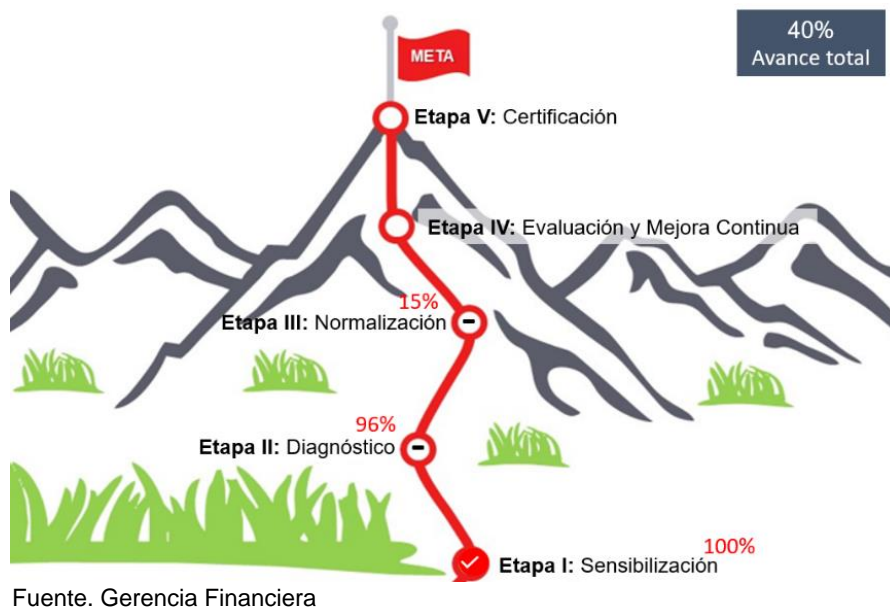 40%
Avance total
META
Etapa V: Certificación
Etapa IV: Evaluación y Mejora Continua
15%
Etapa III: Normalización
96%
Etapa II: Diagnóstico
100%
Etapa I: Sensibilización
Fuente. Gerencia Financiera